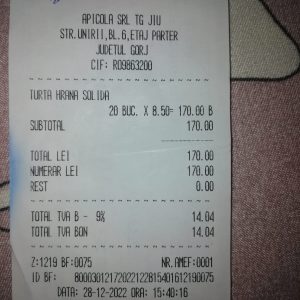 APICOLA SRL TG JIU
STR.UNIRII,BL.6,ETAJ PARTER
JUDETUL GORJ
CIF: RO9863200
TURTA HRANA SOLIDA
20 BUC. X 8.50= 170.00 B
SUBTOTAL 170.00
TOTAL LEI 170.00
NUMERAR LEI 170.00
REST 0.00
TOTAL TVA B - 9% 14.04
TOTAL TVA BON 14.04
Z:1219 BF:0075 NR.AMEF:0001
ID BF: 80003012172022122815401612190075
DATA: 28-12-2022 ORA: 15:40:16